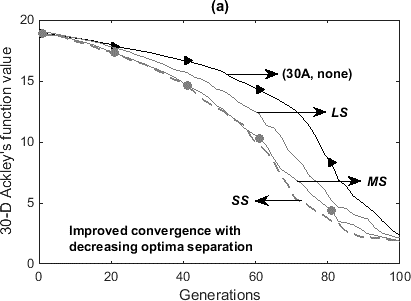 (a)
20
15
10
5
0
30-D Ackley's function value
(30A, none)
LS
MS
SS
Improved convergence with
decreasing optima separation
0 20 40 60 80 100
Generations